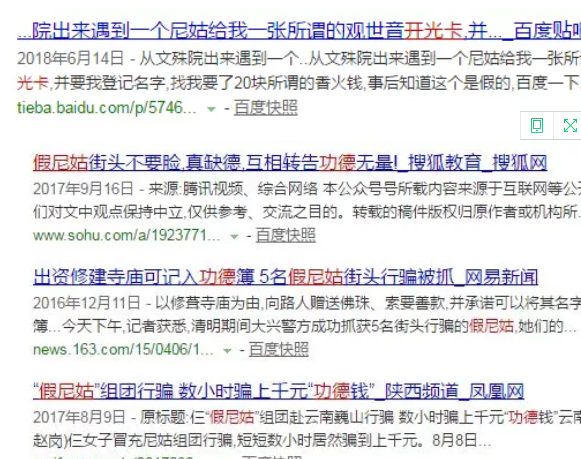 ...院出来遇到一个尼姑给我一张所谓的观世音开光卡,并..._百度贴吧
2018年6月14日 - 从文殊院出来遇到一个..从文殊院出来遇到一个尼姑给我一张所
光卡,并要我登记名字,找我要了20块所谓的香火钱,事后知道这个是假的,百度一下
tieba.baidu.com/p/5746... - 百度快照
假尼姑街头不要脸,真缺德,互相转告功德无量!_搜狐教育_搜狐网
2017年9月16日 - 来源:腾讯视频、综合网络 本公众号号所载内容来源于互联网等公开
们对文中观点保持中立,仅供参考、交流之目的。转载的稿件版权归原作者或机构所..
www.sohu.com/a/1923771... - 百度快照
出资修建寺庙可记入功德簿 5名假尼姑街头行骗被抓_网易新闻
2016年12月11日 - 以修葺寺庙为由,向路人赠送佛珠、索要善款,并承诺可以将其名字
簿...今天下午,记者获悉,清明期间大兴警方成功抓获5名街头行骗的假尼姑,她们的...
news.163.com/15/0406/1... - 百度快照
“假尼姑”组团行骗 数小时骗上千元“功德钱”_陕西频道_凤凰网
2017年8月9日 - 原标题:仨“假尼姑”组团赴云南巍山行骗 数小时骗上千元“功德钱”云南
赵岗)仨女子冒充尼姑组团行骗,短短数小时居然骗到上千元。8月8日...